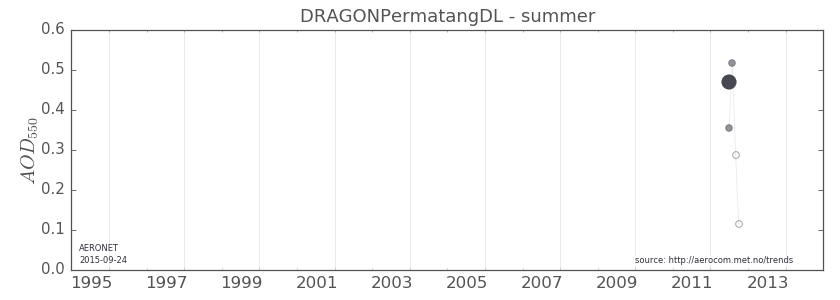 DRAGONPermatangDL - summer
0.6
0.5
0.4
0.3
0.2
0.1
0.0
AOD550
AERONET
2015-09-24
source: http://aerocom.met.no/trends
1995 1997 1999 2001 2003 2005 2007 2009 2011 2013